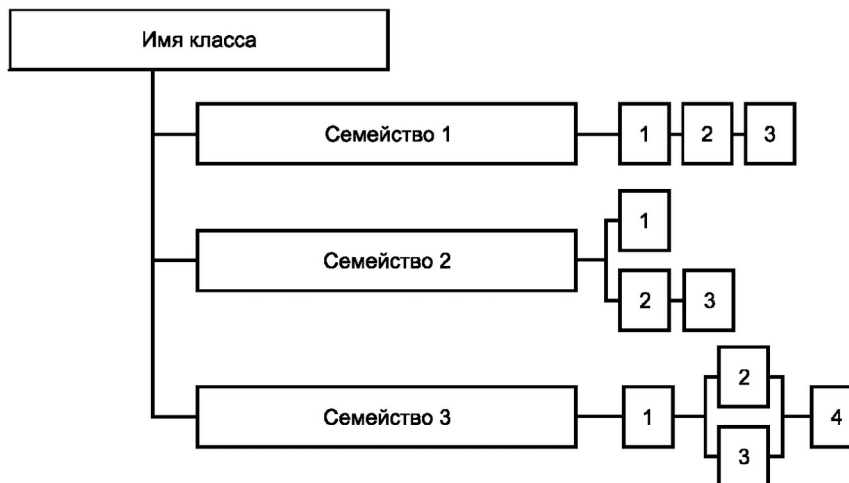 Имя класса
Семейство 1
1 2 3
Семейство 2
1
2 3
Семейство 3
1
2
3
4